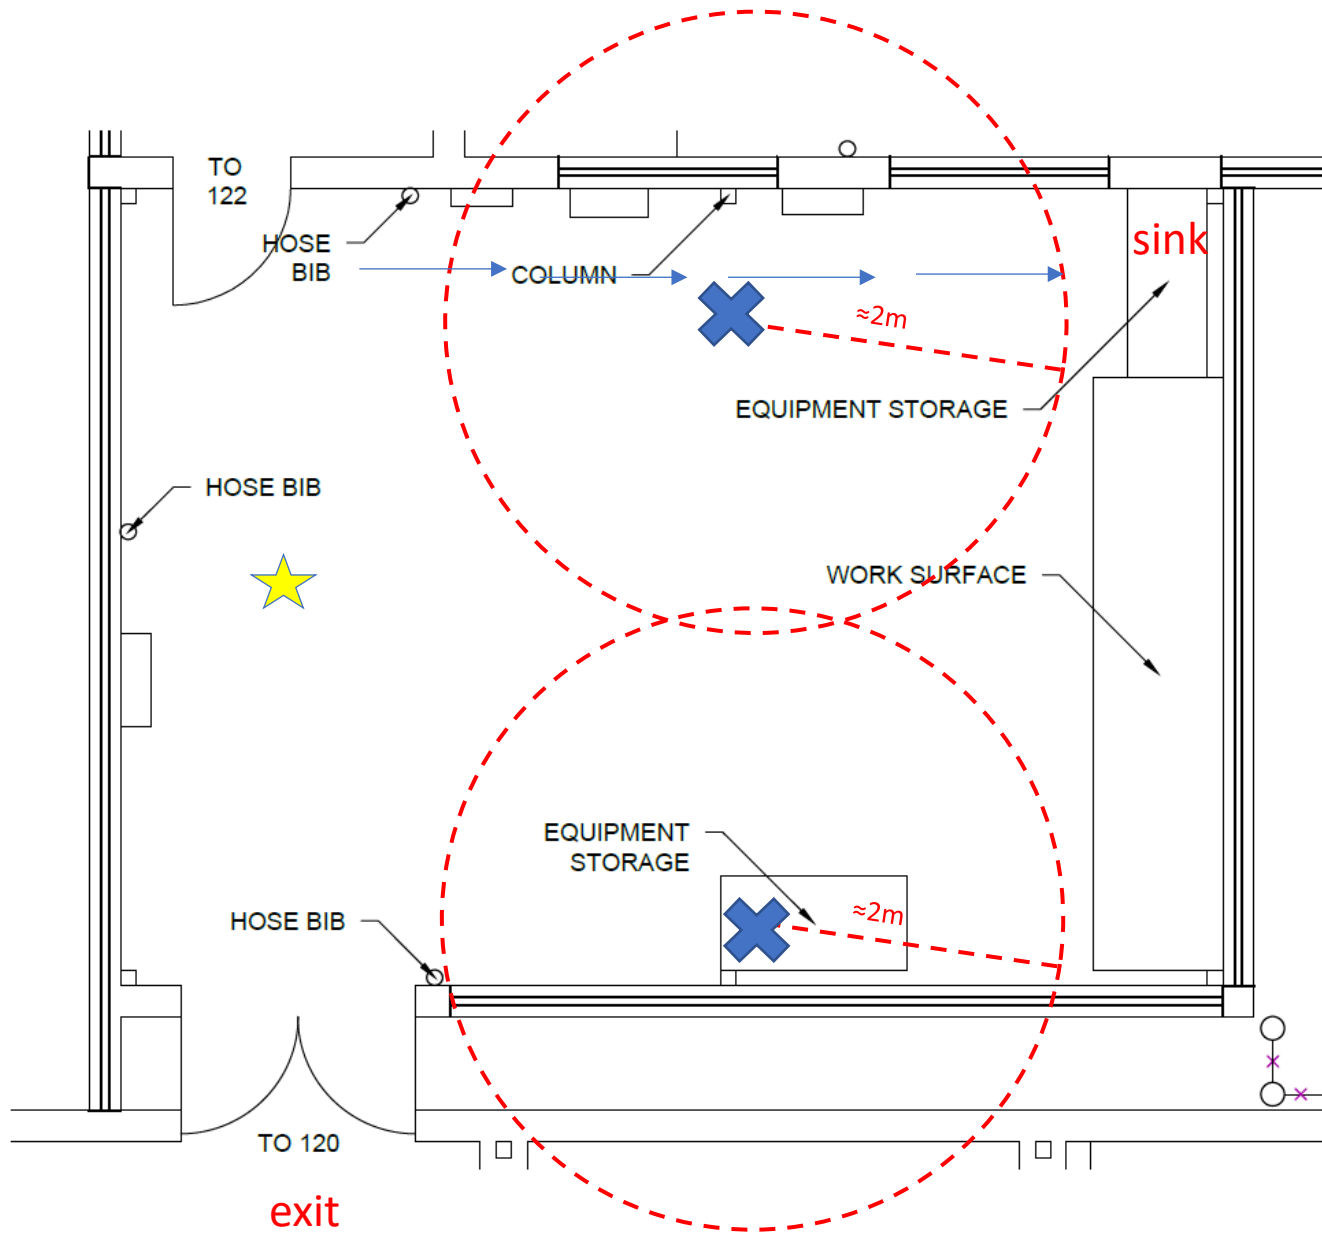 TO
122
HOSE
BIB
COLUMN
sink
≈2m
EQUIPMENT STORAGE
HOSE BIB
WORK SURFACE
EQUIPMENT
STORAGE
≈2m
HOSE BIB
TO 120
exit